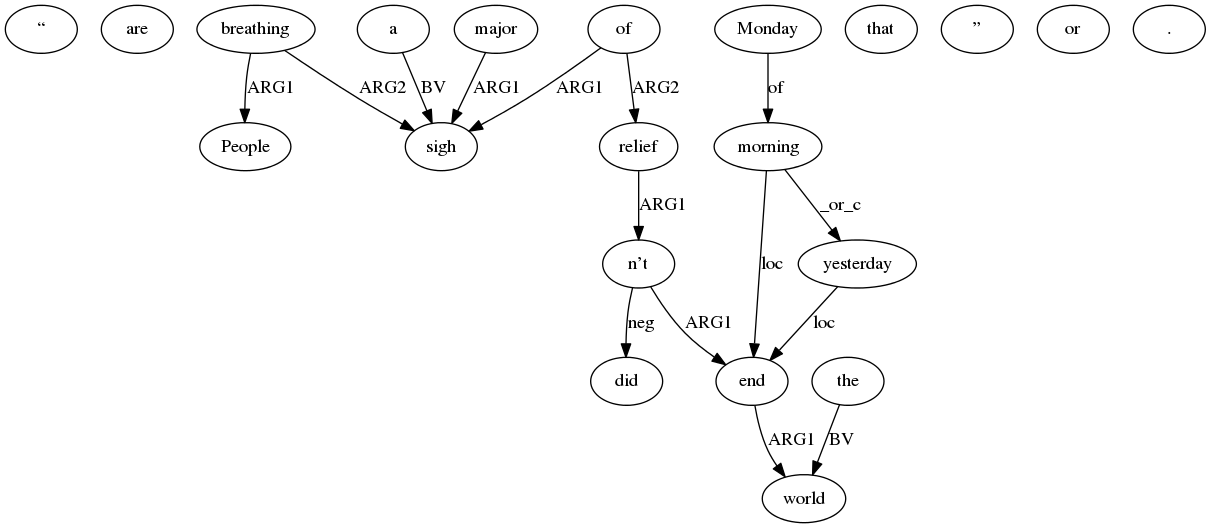 “ are breathing a major of Monday that ” or .
ARG1 ARG2 BV ARG1 ARG1 ARG2 of
People sigh relief morning
ARG1 _or_c
n’t yesterday
neg ARG1 loc loc
did end the
ARG1 BV
world